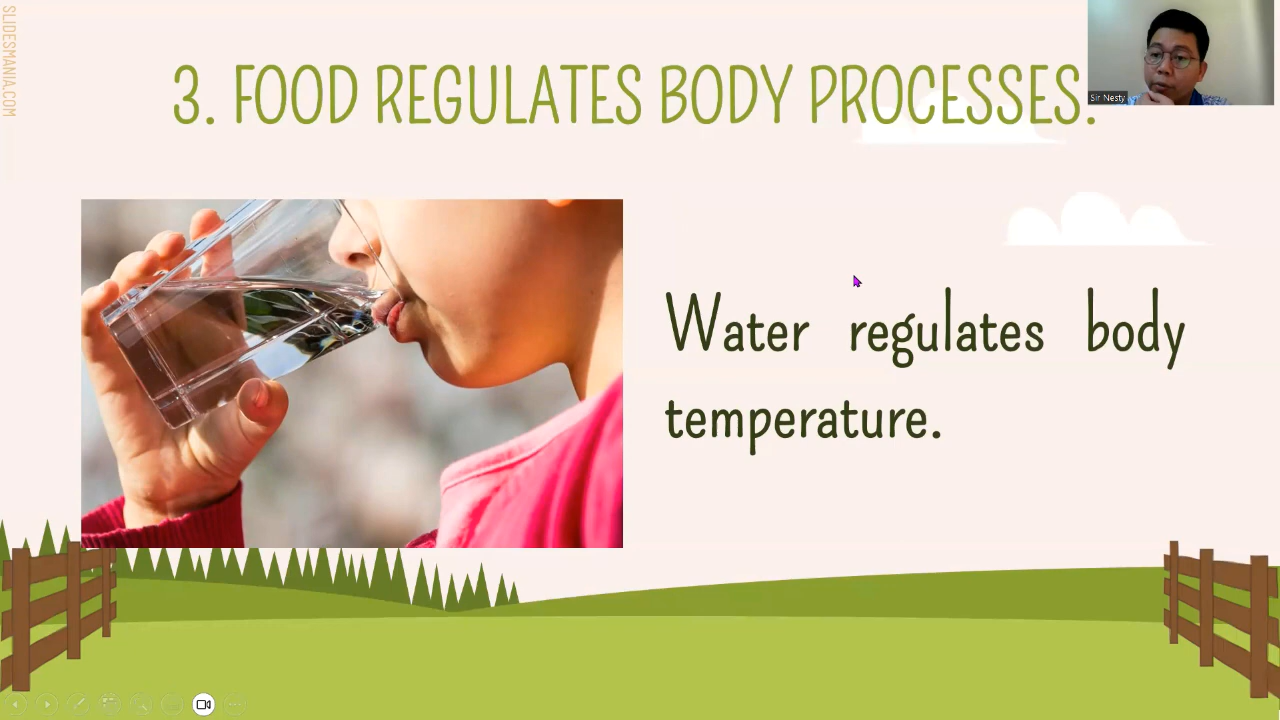 SLIDESMANIA.COM
3. FOOD REGULATES BODY PROCESSES.
Sir Nesty
Water regulates body
temperature.